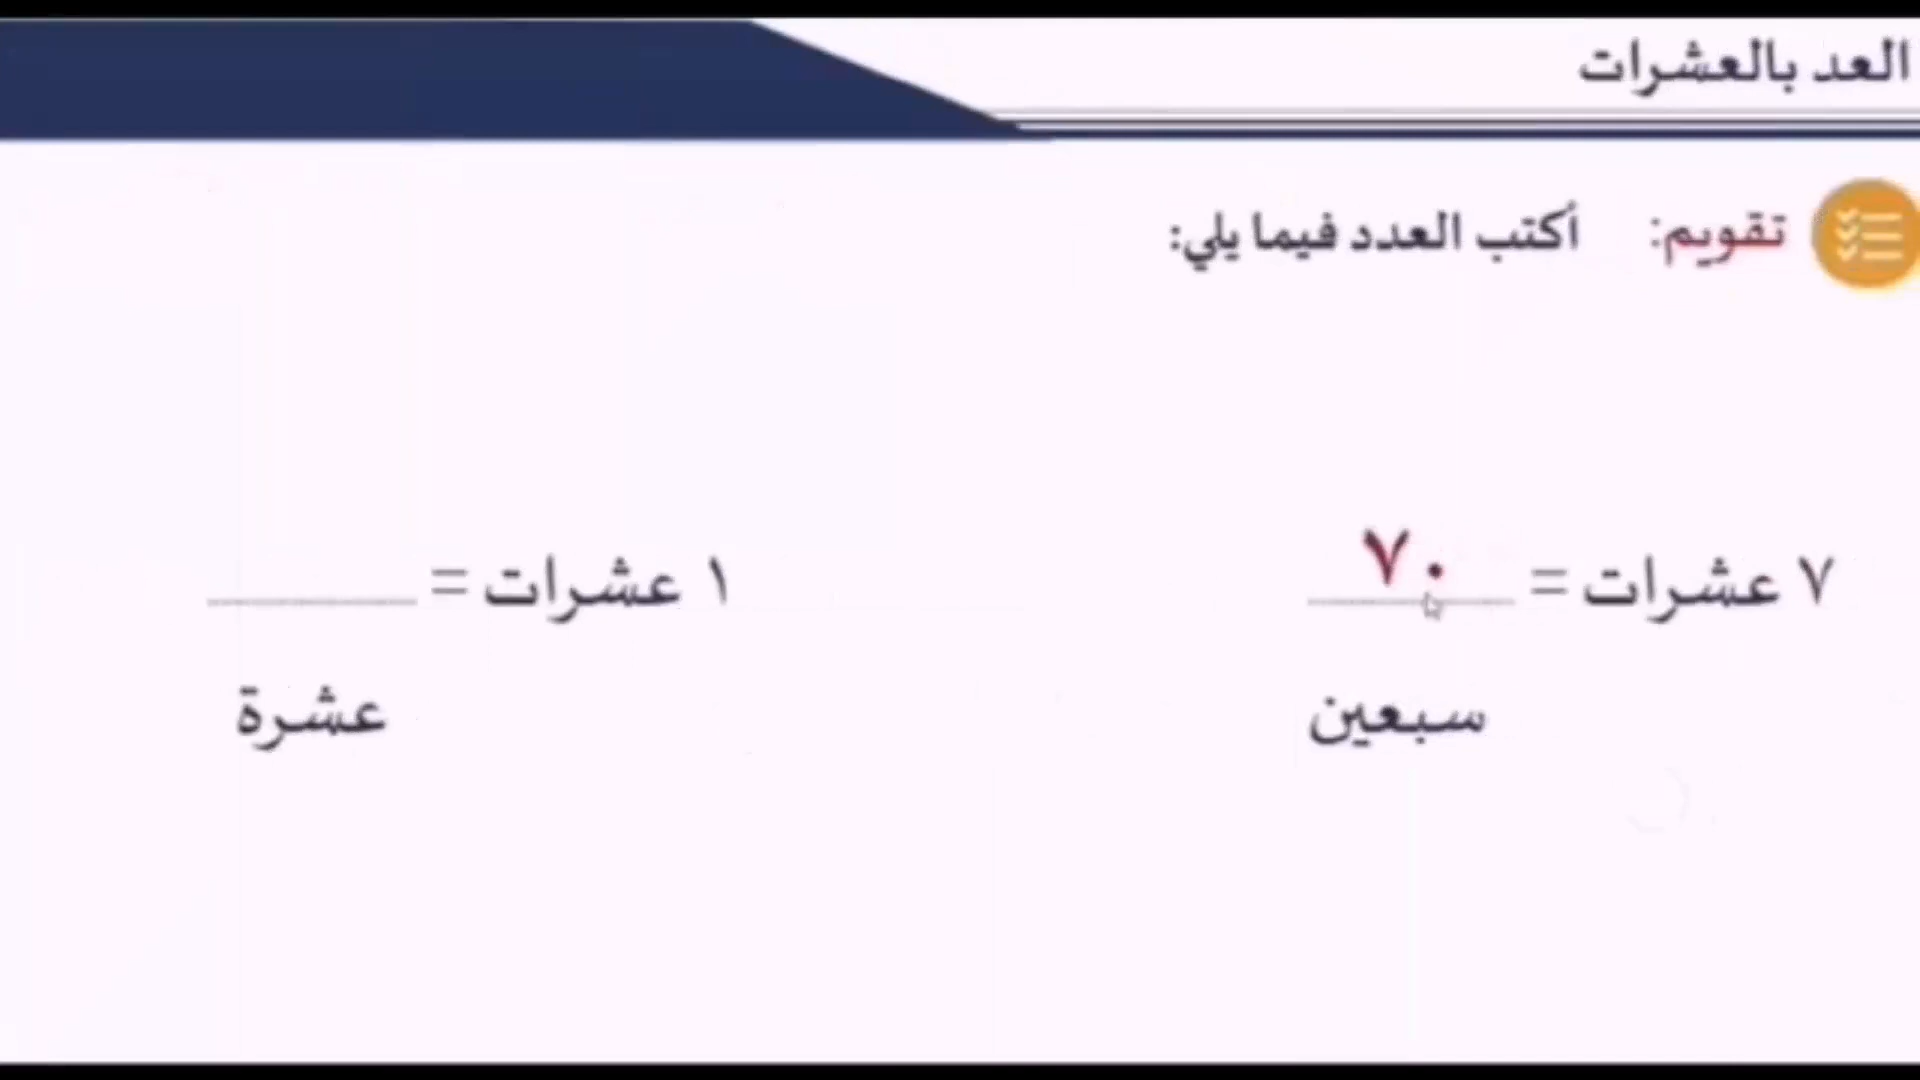 العد بالعشرات
تقويم: أكتب العدد فيما يلي:
٧ عشرات = ٧٠
سبعين
١ عشرات =
عشرة